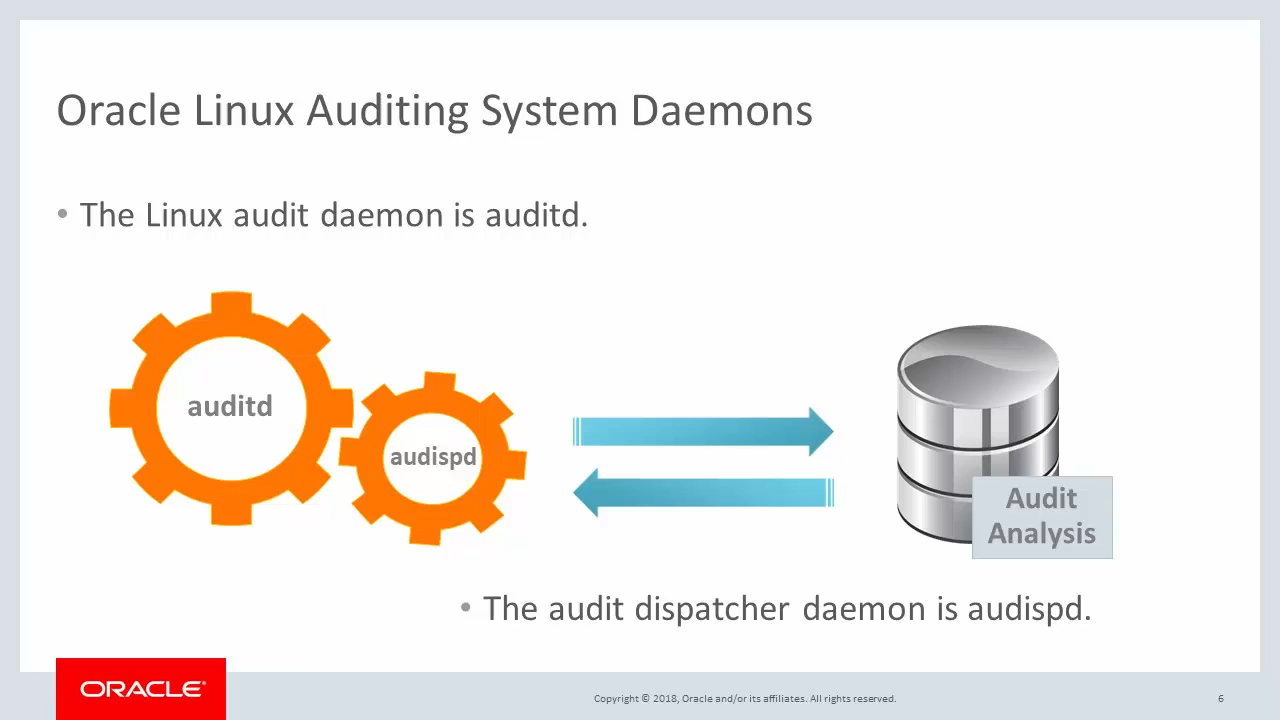 Oracle Linux Auditing System Daemons
• The Linux audit daemon is auditd.
auditd
audispd
Audit
Analysis
• The audit dispatcher daemon is audispd.
ORACLE®
Copyright © 2018, Oracle and/or its affiliates. All rights reserved.
6